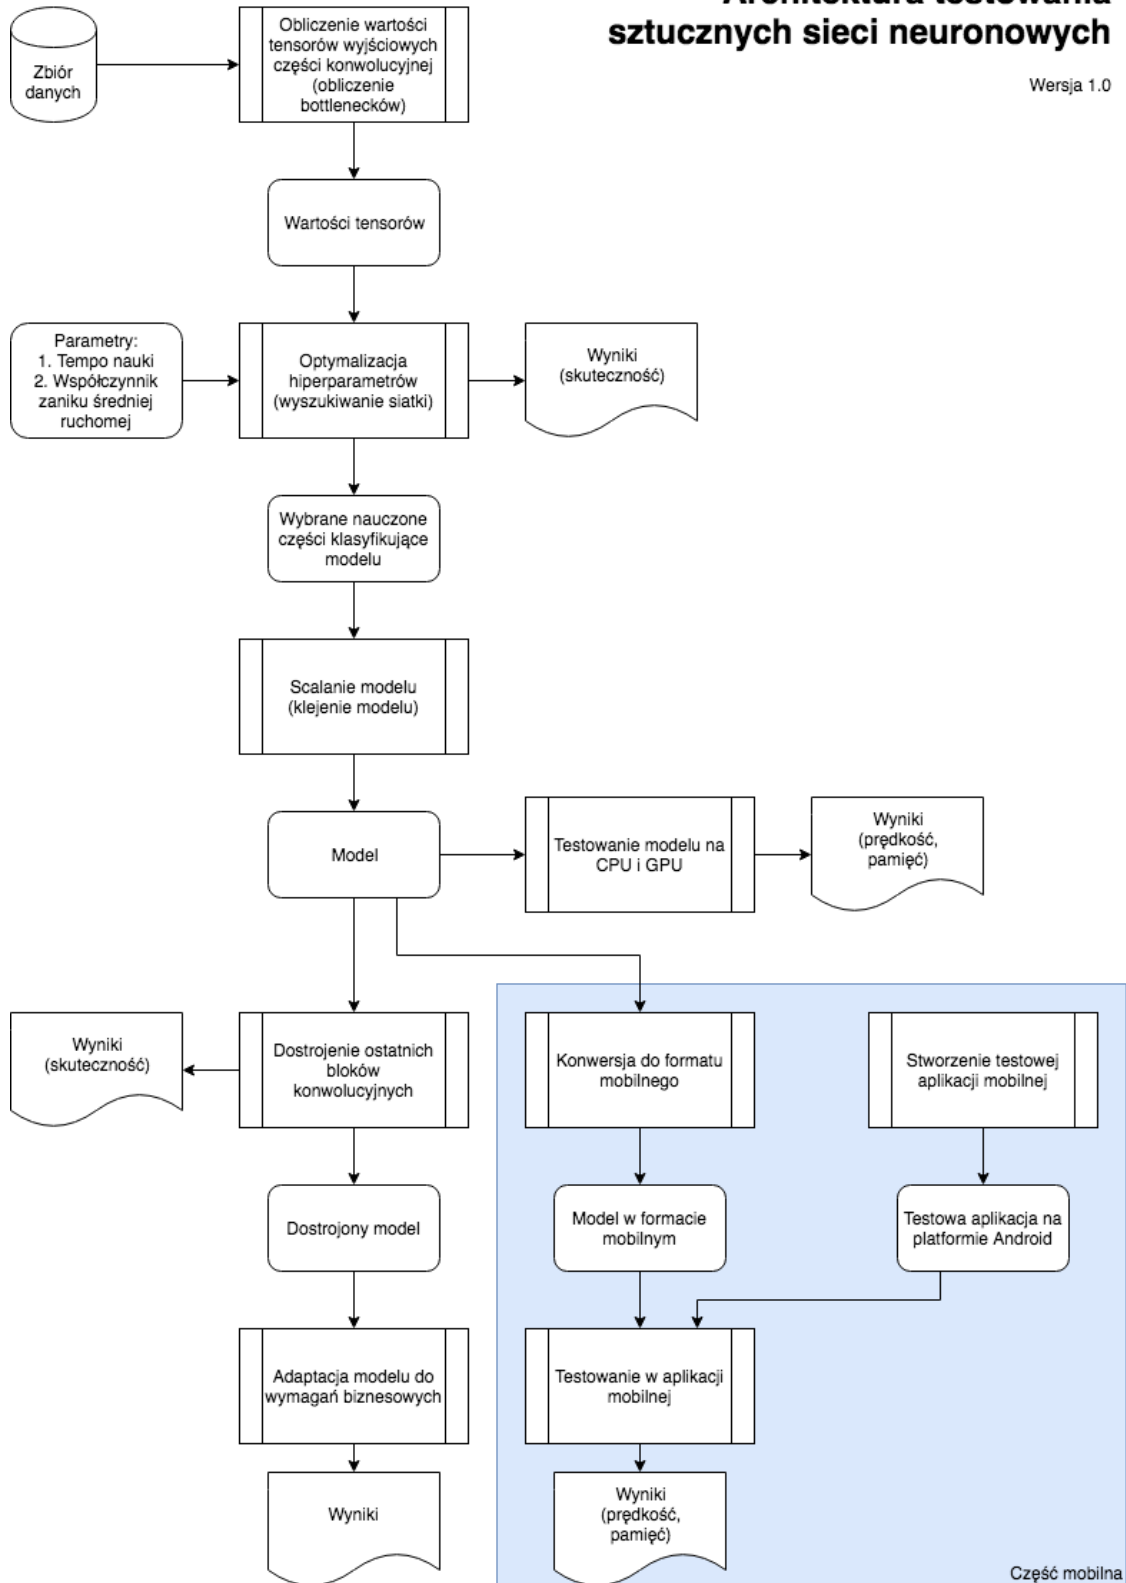 Architektura testowania
sztucznych sieci neuronowych
Wersja 1.0
Zbiór
danych
Obliczenie wartości
tensorów wyjściowych
części konwolucyjnej
(obliczenie
bottlenecków)
Wartości tensorów
Parametry:
1. Tempo nauki
2. Współczynnik
zaniku średniej
ruchomej
Optymalizacja
hiperparametrów
(wyszukiwanie siatki)
Wyniki
(skuteczność)
Wybrane nauczone
części klasyfikujące
modelu
Scalanie modelu
(klejenie modelu)
Model
Testowanie modelu na
CPU i GPU
Wyniki
(prędkość,
pamięć)
Wyniki
(skuteczność)
Dostrojenie ostatnich
bloków
konwolucyjnych
Konwersja do formatu
mobilnego
Stworzenie testowej
aplikacji mobilnej
Dostrojony model
Model w formacie
mobilnym
Testowa aplikacja na
platformie Android
Adaptacja modelu do
wymagań biznesowych
Testowanie w aplikacji
mobilnej
Wyniki
Wyniki
(prędkość,
pamięć)
Część mobilna